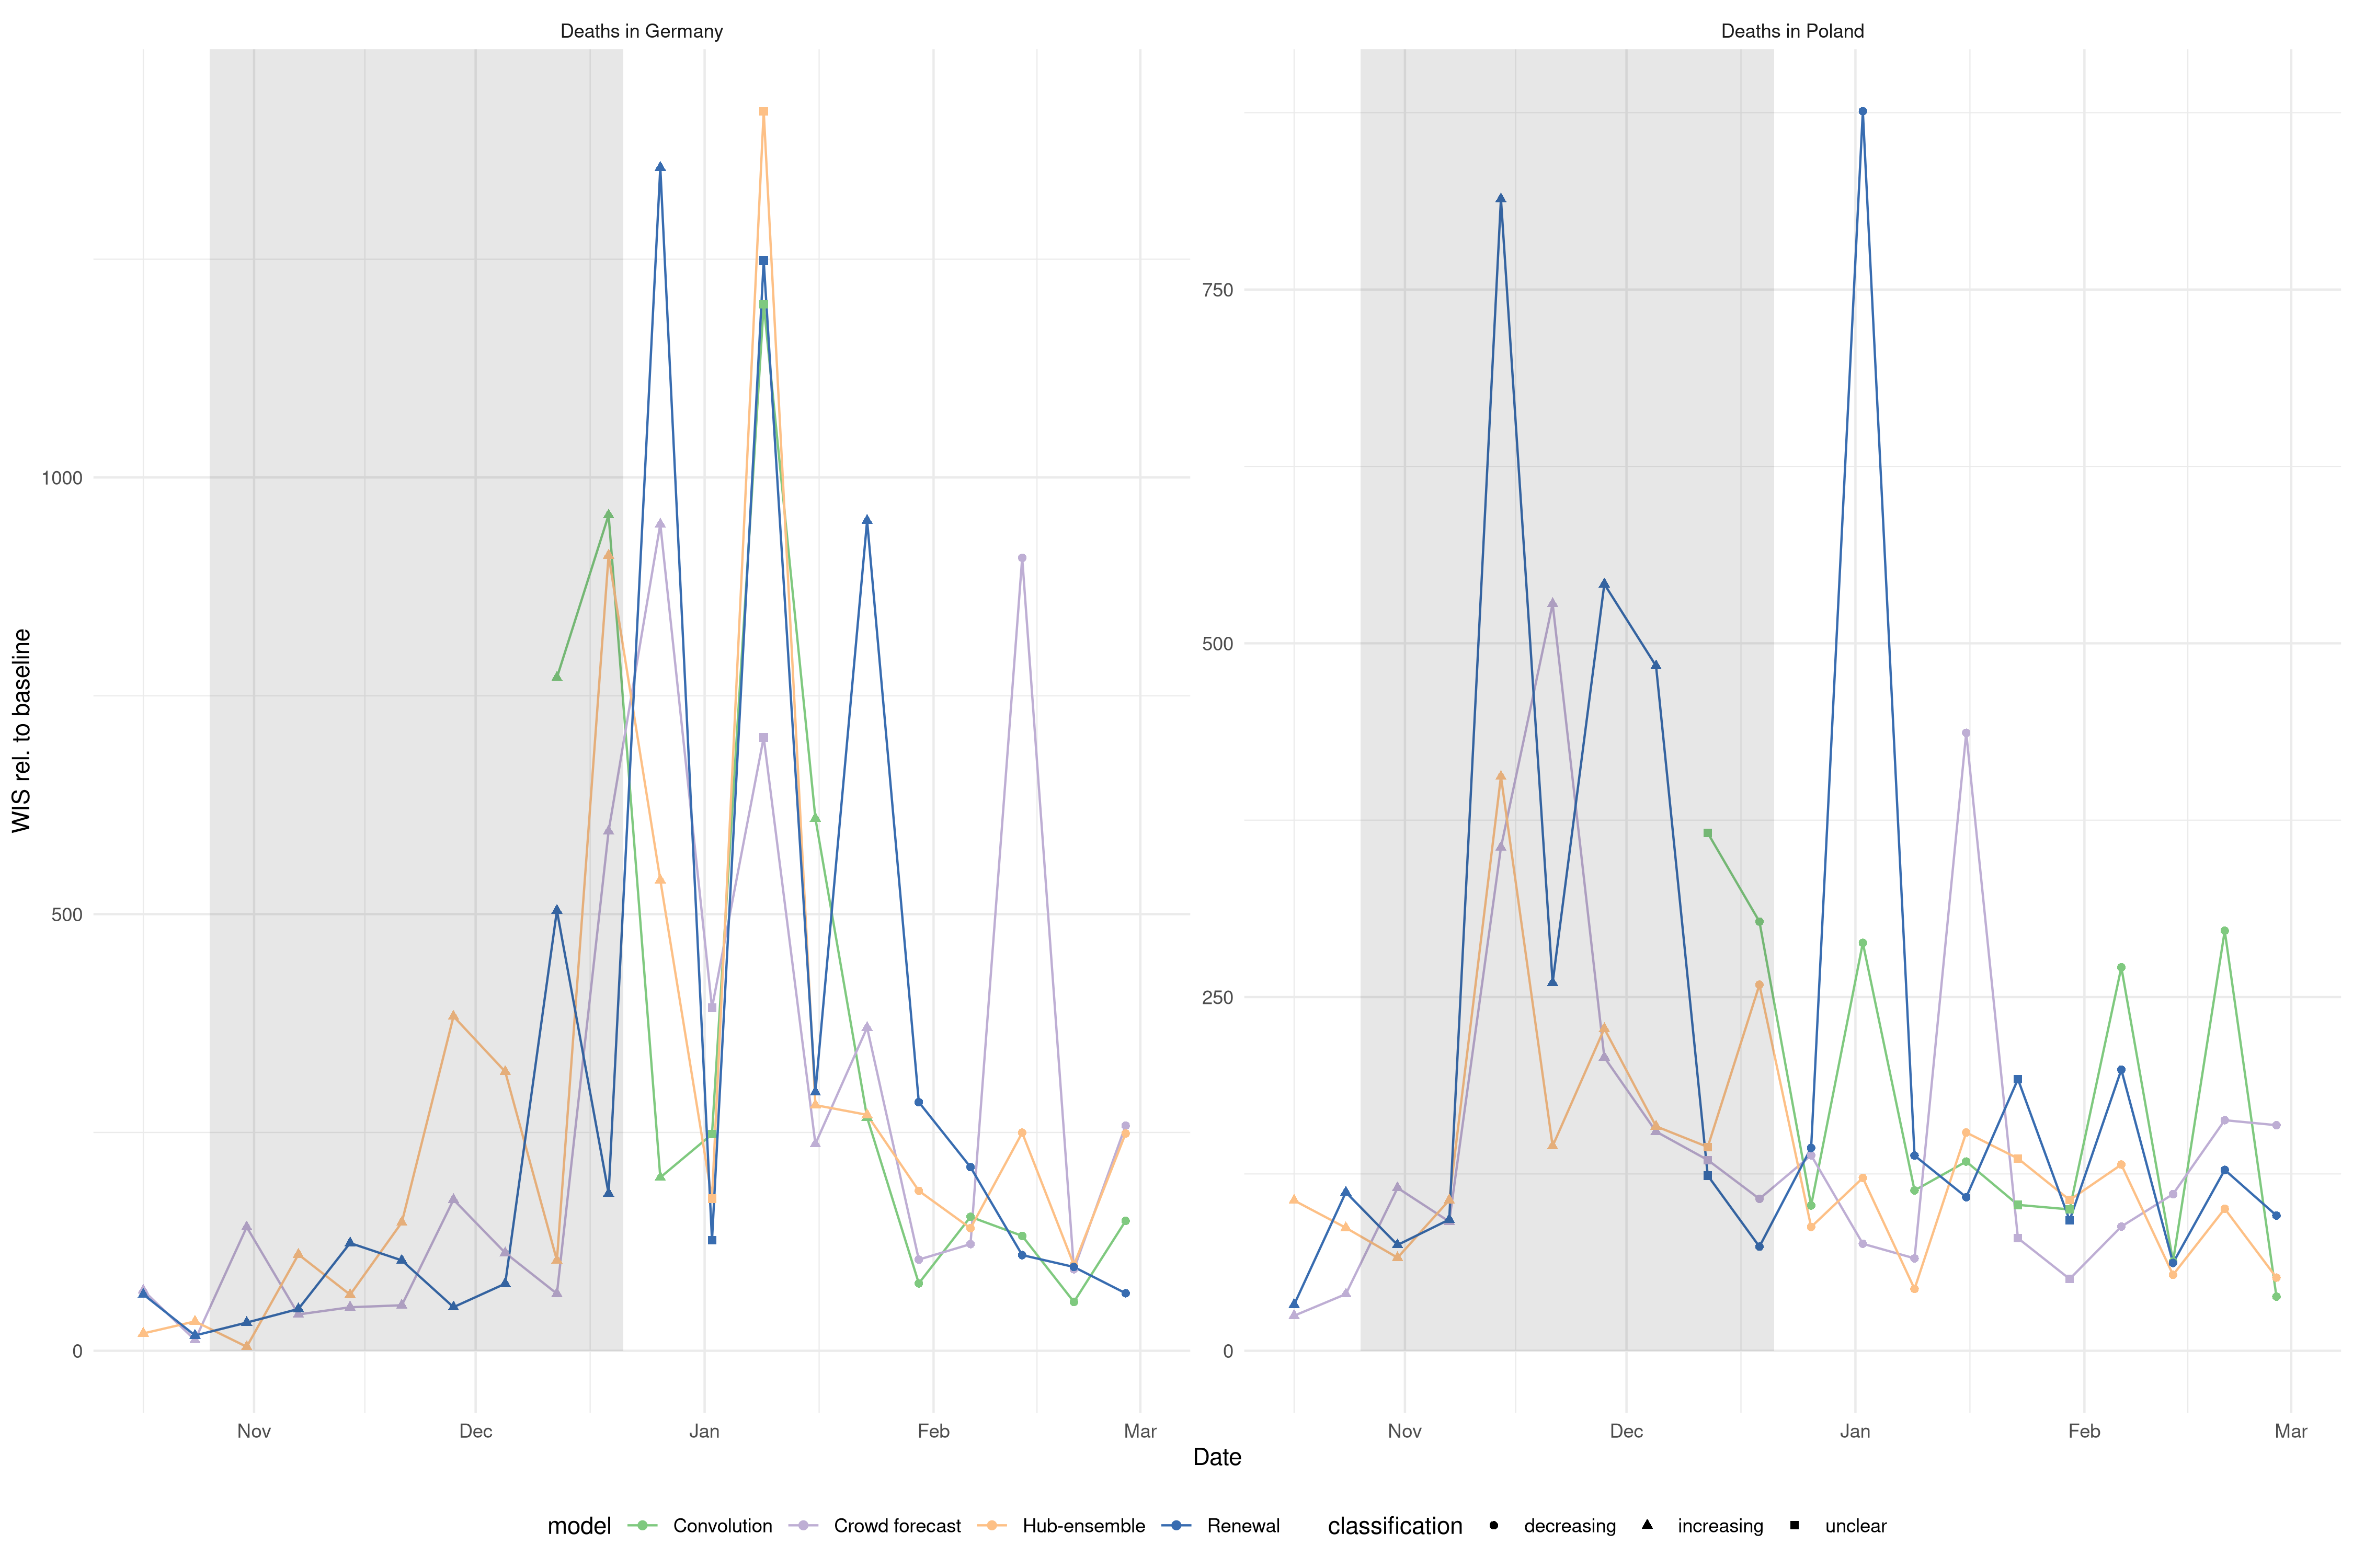 Deaths in Germany
Deaths in Poland
WIS rel. to baseline
1000
500
0
750
500
250
0
Nov Dec Jan Feb Mar
Nov Dec Jan Feb Mar
Date
model Convolution Crowd forecast Hub-ensemble Renewal classification decreasing increasing unclear